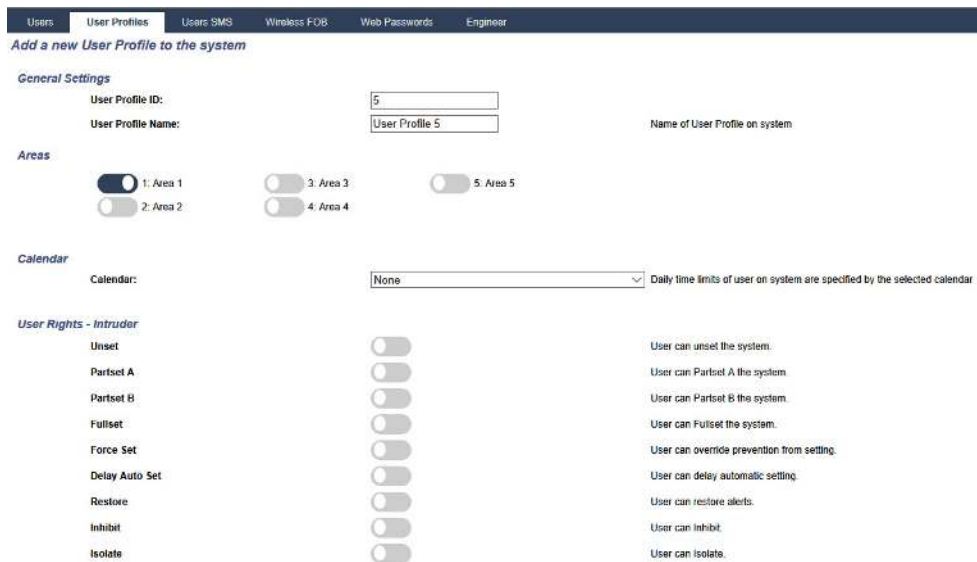 Users User Profiles Users SMS Wireless FOB Web Passwords Engineer
Add a new User Profile to the system
General Settings
User Profile ID: 5
User Profile Name: User Profile 5 Name of User Profile on system
Areas
1: Area 1 3: Area 3 5: Area 5
2: Area 2 4: Area 4
Calendar
Calendar: None Daily time limits of user on system are specified by the selected calendar
User Rights - Intruder
Unset User can unset the system.
Partset A User can Partset A the system.
Partset B User can Partset B the system.
Fullset User can Fullset the system.
Force Set User can override prevention from setting.
Delay Auto Set User can delay automatic setting.
Restore User can restore alerts.
Inhibit User can Inhibit.
Isolate User can Isolate.